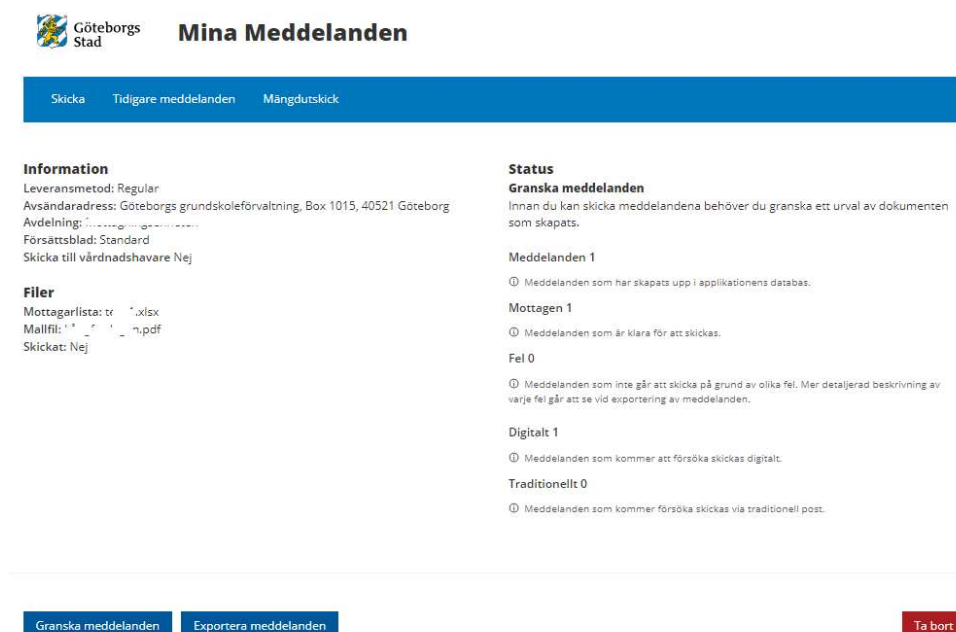 Göteborgs
Stad
Mina Meddelanden
Skicka Tidigare meddelanden Mängdutskick
Information
Leveransmetod: Regular
Avsändaradress: Göteborgs grundskoleförvaltning, Box 1015, 40521 Göteborg
Avdelning:
Försättsblad: Standard
Skicka till vårdnadshavare Nej
Filer
Mottagarlista: .xlsx
Mallfil: .pdf
Skickat: Nej
Status
Granska meddelanden
Innan du kan skicka meddelandena behöver du granska ett urval av dokumenten
som skapats.
Meddelanden 1
Meddelanden som har skapats upp i applikationens databas.
Mottagen 1
Meddelanden som är klara för att skickas.
Fel 0
Meddelanden som inte går att skicka på grund av olika fel. Mer detaljerad beskrivning av
varje fel går att se vid exportering av meddelanden.
Digitalt 1
Meddelanden som kommer att försöka skickas digitalt.
Traditionellt 0
Meddelanden som kommer försöka skickas via traditionell post.
Granska meddelanden Exportera meddelanden Ta bort